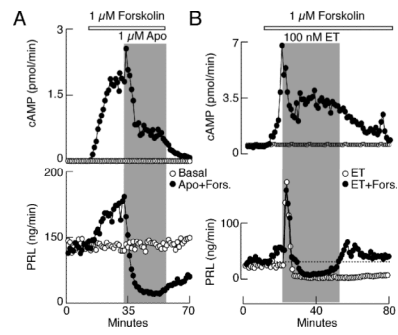 A
1 µM Forskolin
1 µM Apo
cAMP (pmol/min)
3
2
1
0
Basal
Apo+Fors.
PRL (ng/min)
200
150
0
0
35
70
Minutes
B
1 µM Forskolin
100 nM ET
cAMP (pmol/min)
7
3.5
0
ET
ET+Fors.
PRL (ng/min)
100
50
0
0
40
80
Minutes